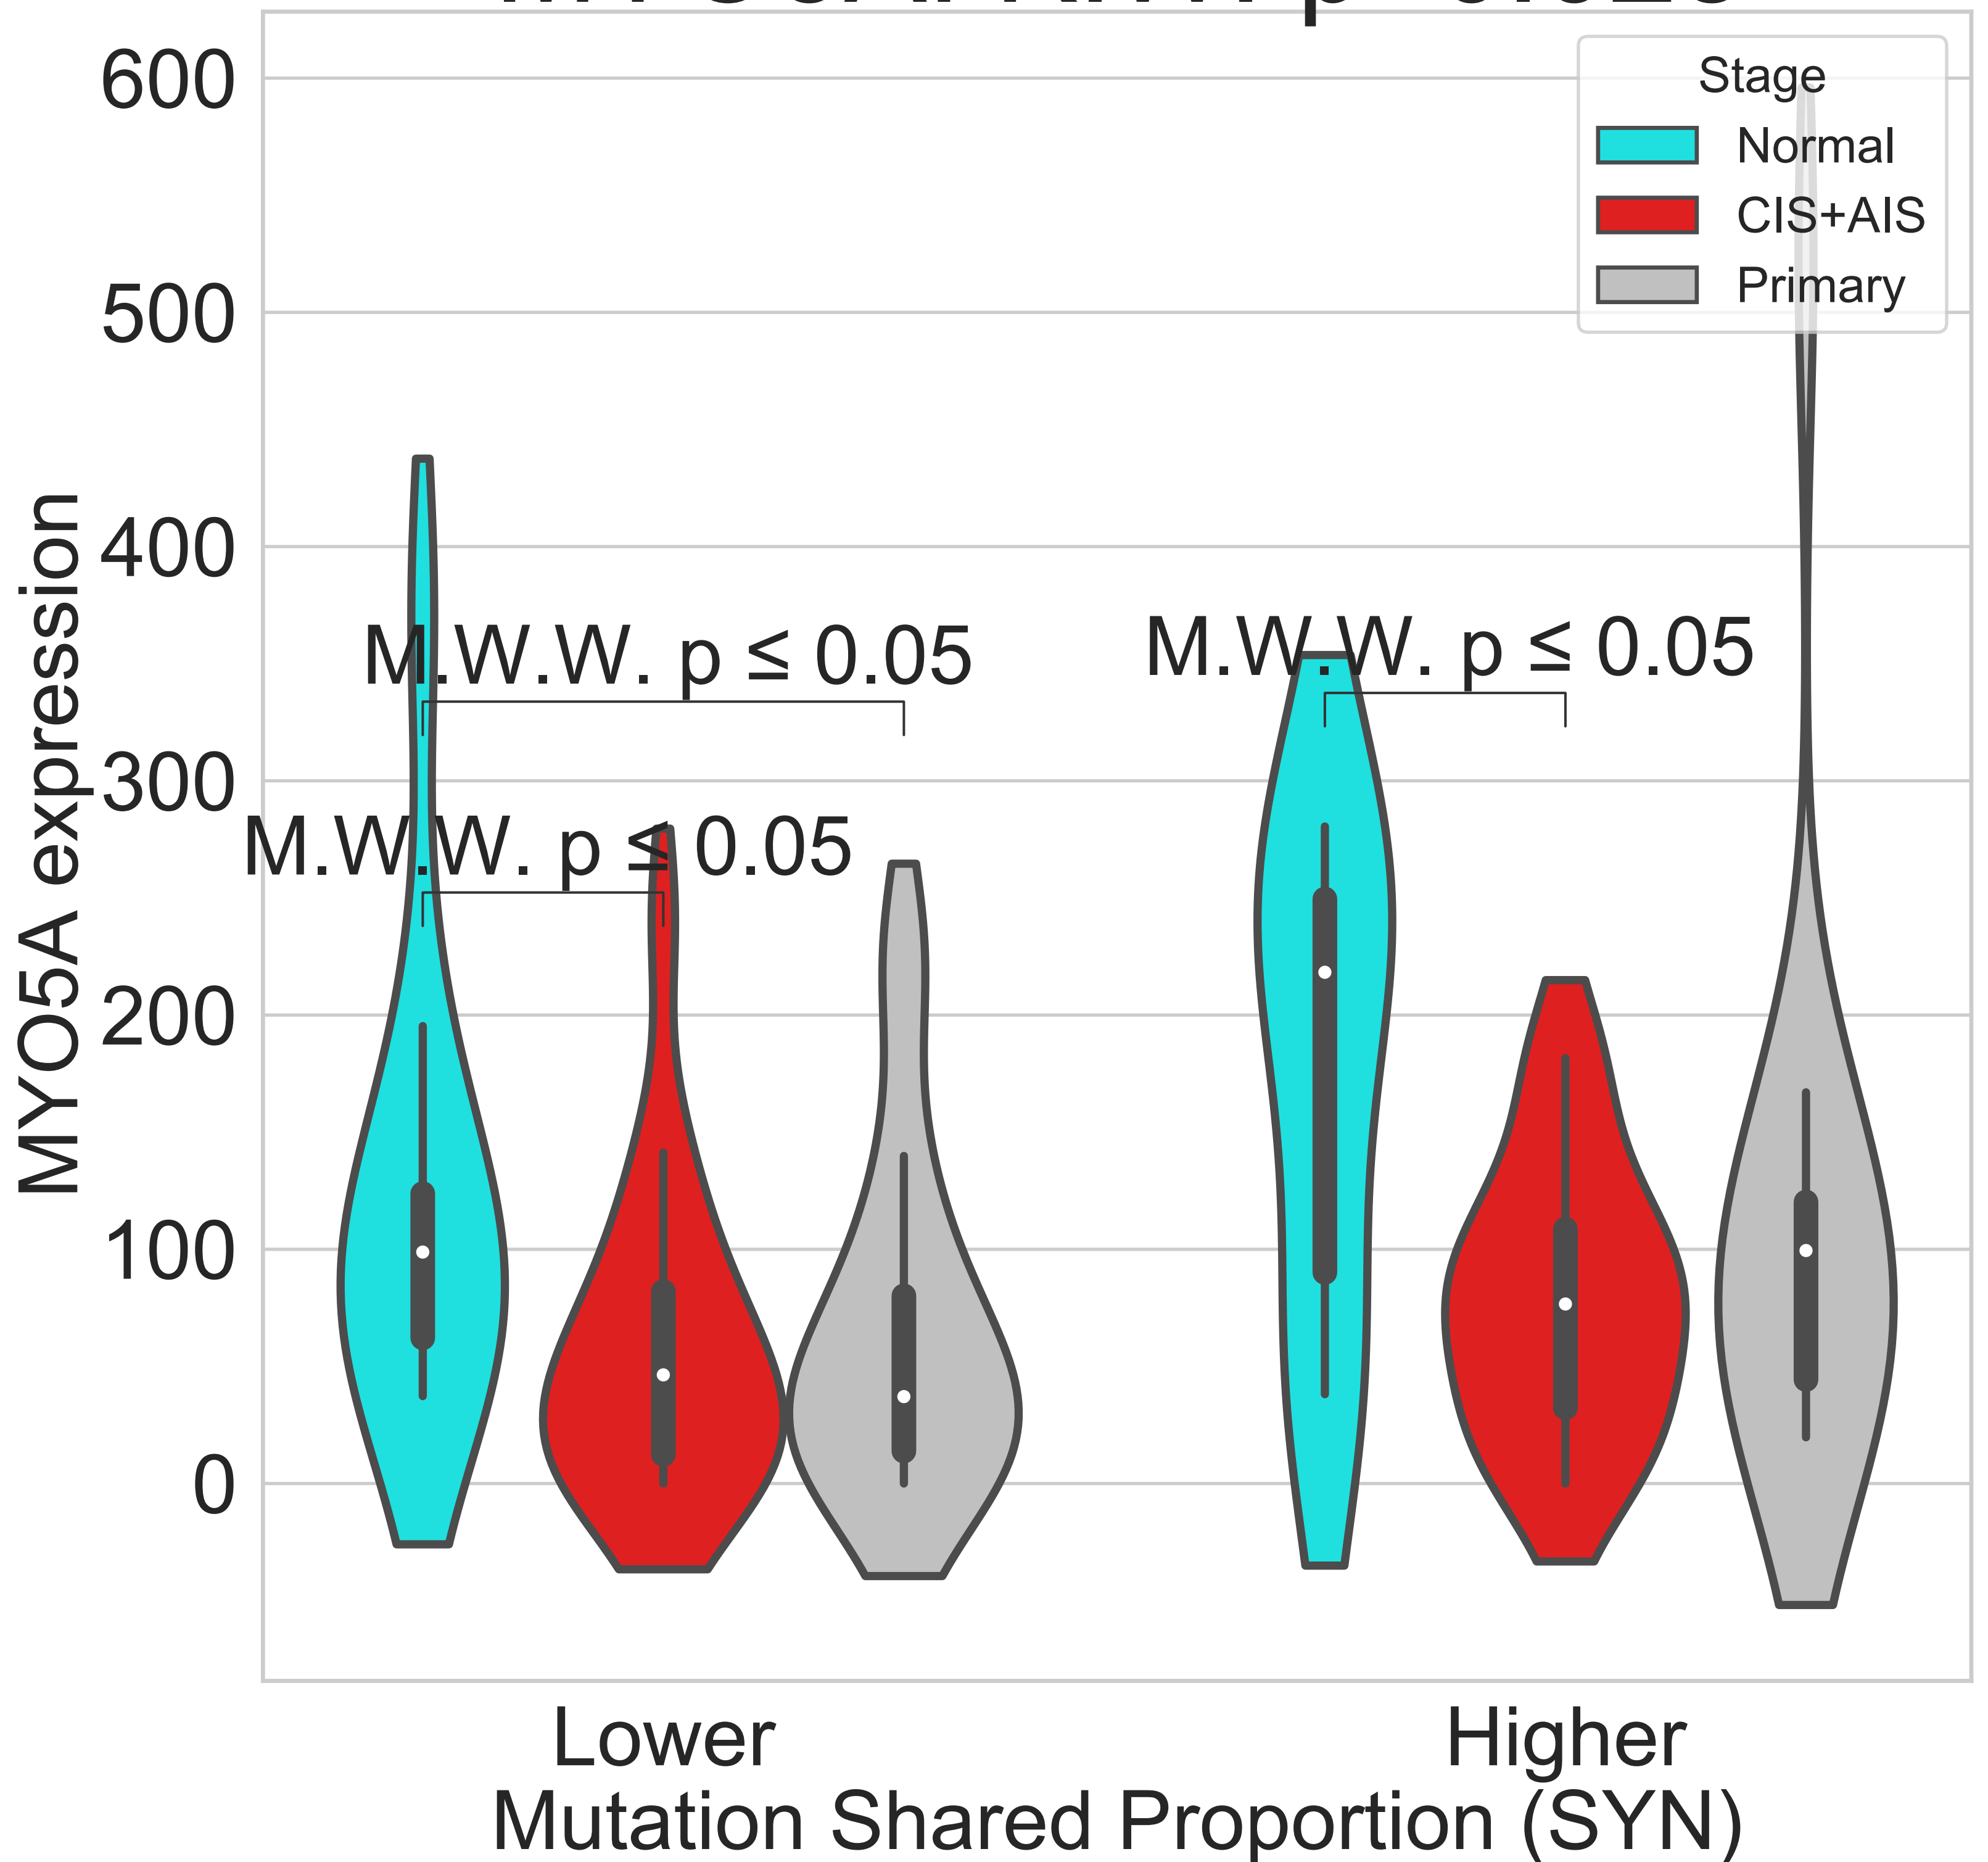 Stage
Normal
CIS+AIS
Primary
600
500
400
300
200
100
0
MYO5A expression
M.W.W. p ≤ 0.05
M.W.W. p ≤ 0.05
M.W.W. p ≤ 0.05
Lower
Higher
Mutation Shared Proportion (SYN)